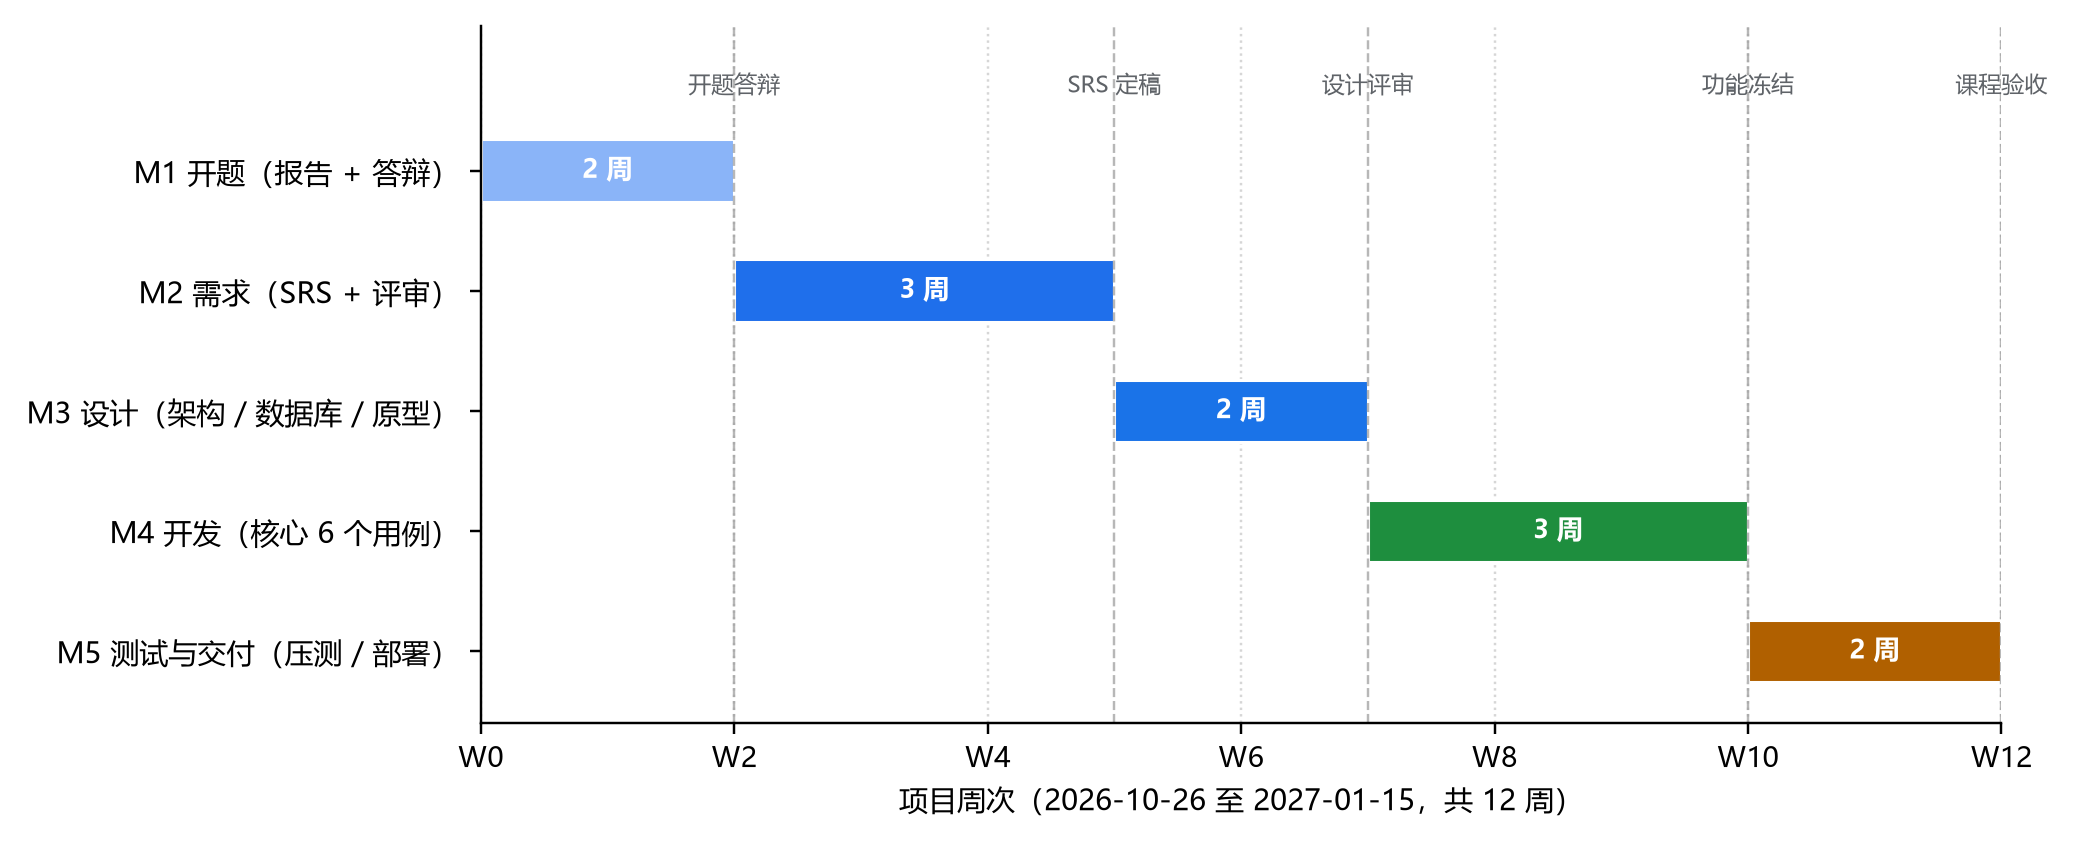 开题答辩 SRS 定稿 设计评审 功能冻结 课程验收
M1 开题（报告 + 答辩） 2 周
M2 需求（SRS + 评审） 3 周
M3 设计（架构 / 数据库 / 原型） 2 周
M4 开发（核心 6 个用例） 3 周
M5 测试与交付（压测 / 部署） 2 周
W0 W2 W4 W6 W8 W10 W12
项目周次（2026-10-26 至 2027-01-15，共 12 周）